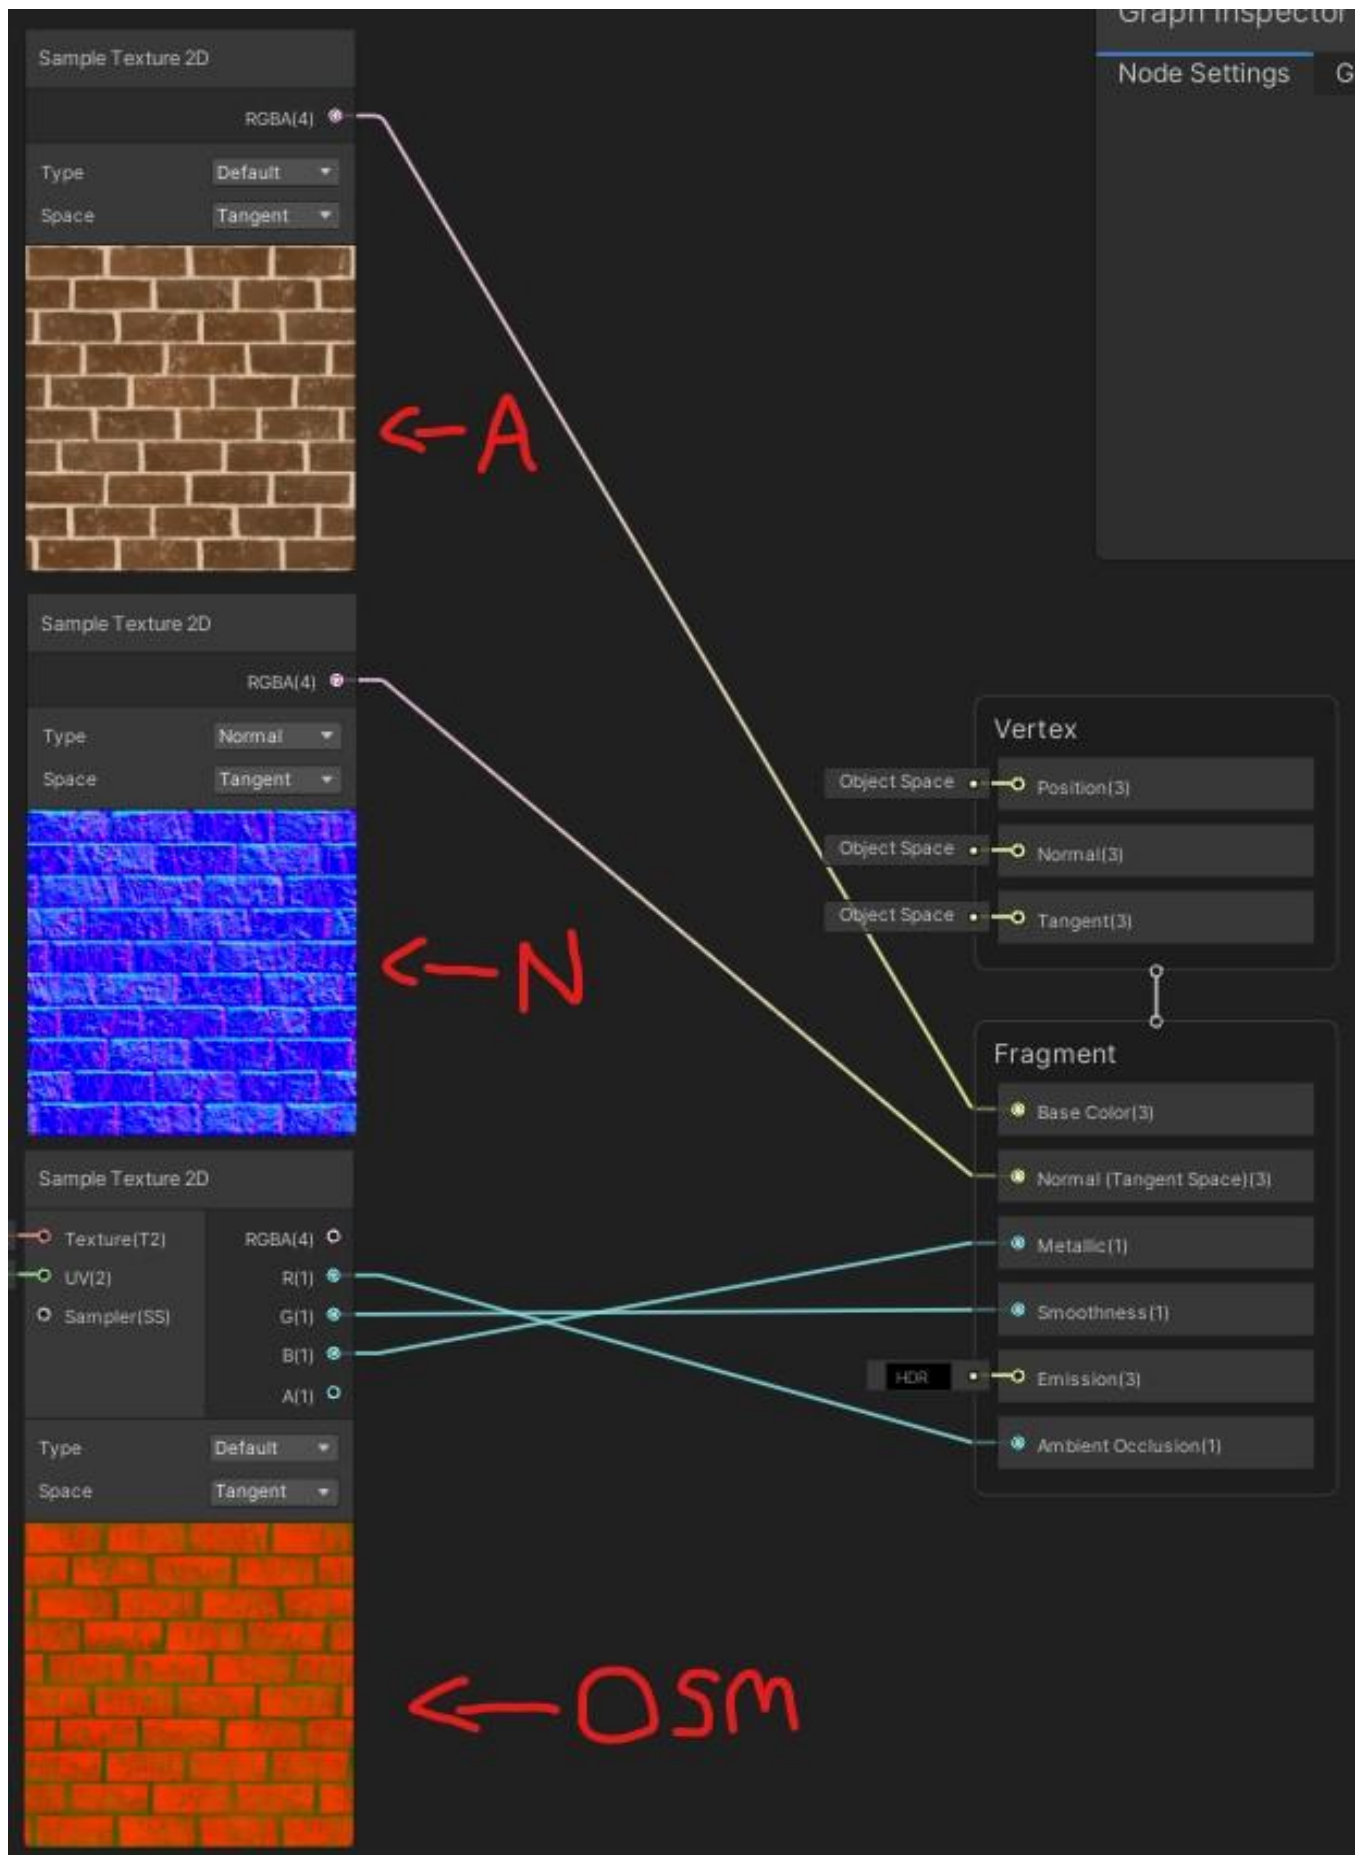 Graph Inspector
Node Settings G
Sample Texture 2D
RGBA(4)
Type Default
Space Tangent
A
Sample Texture 2D
RGBA(4)
Type Normal
Space Tangent
N
Vertex
Object Space Position(3)
Object Space Normal(3)
Object Space Tangent(3)
Fragment
Base Color(3)
Normal (Tangent Space)(3)
Metallic(1)
Smoothness(1)
HDR Emission(3)
Ambient Occlusion(1)
Sample Texture 2D
Texture(T2) RGBA(4)
UV(2) R(1)
Sampler(SS) G(1)
B(1)
A(1)
Type Default
Space Tangent
OSM